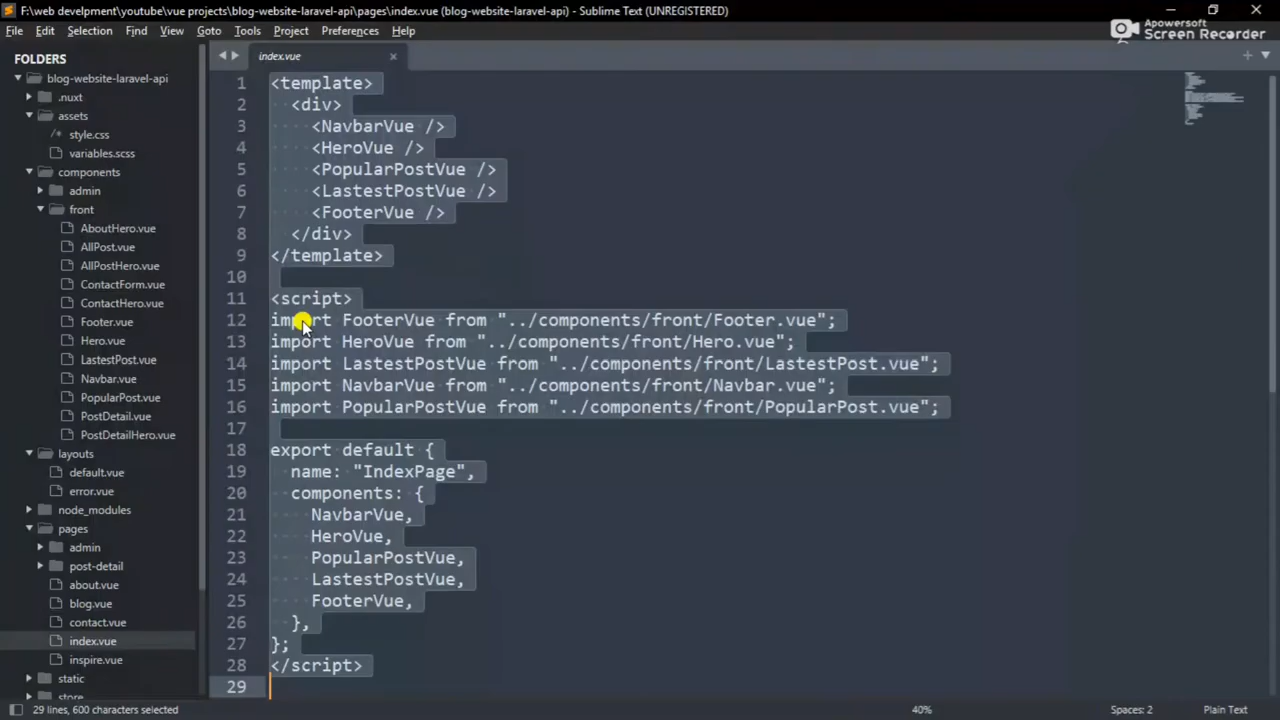 F:\web develpment\youtube\vue projects\blog-website-laravel-api\pages\index.vue (blog-website-laravel-api) - Sublime Text (UNREGISTERED)
File Edit Selection Find View Goto Tools Project Preferences Help
Apowersoft
Screen Recorder
FOLDERS
blog-website-laravel-api
.nuxt
assets
style.css
variables.scss
components
admin
front
AboutHero.vue
AllPost.vue
AllPostHero.vue
ContactForm.vue
ContactHero.vue
Footer.vue
Hero.vue
LastestPost.vue
Navbar.vue
PopularPost.vue
PostDetail.vue
PostDetailHero.vue
layouts
default.vue
error.vue
node_modules
pages
admin
post-detail
about.vue
blog.vue
contact.vue
index.vue
inspire.vue
static
store
index.vue
1 <template>
2 <div>
3 <NavbarVue />
4 <HeroVue />
5 <PopularPostVue />
6 <LastestPostVue />
7 <FooterVue />
8 </div>
9 </template>
10
11 <script>
12 import FooterVue from "../components/front/Footer.vue";
13 import HeroVue from "../components/front/Hero.vue";
14 import LastestPostVue from "../components/front/LastestPost.vue";
15 import NavbarVue from "../components/front/Navbar.vue";
16 import PopularPostVue from "../components/front/PopularPost.vue";
17
18 export default {
19 name: "IndexPage",
20 components: {
21 NavbarVue,
22 HeroVue,
23 PopularPostVue,
24 LastestPostVue,
25 FooterVue,
26 },
27 };
28 </script>
29
29 lines, 600 characters selected
40%
Spaces: 2
Plain Text